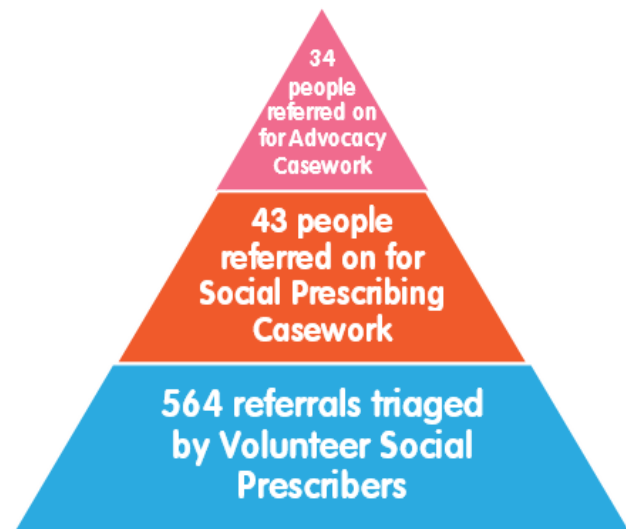 34
people
referred on
for Advocacy
Casework
43 people
referred on for
Social Prescribing
Casework
564 referrals triaged
by Volunteer Social
Prescribers